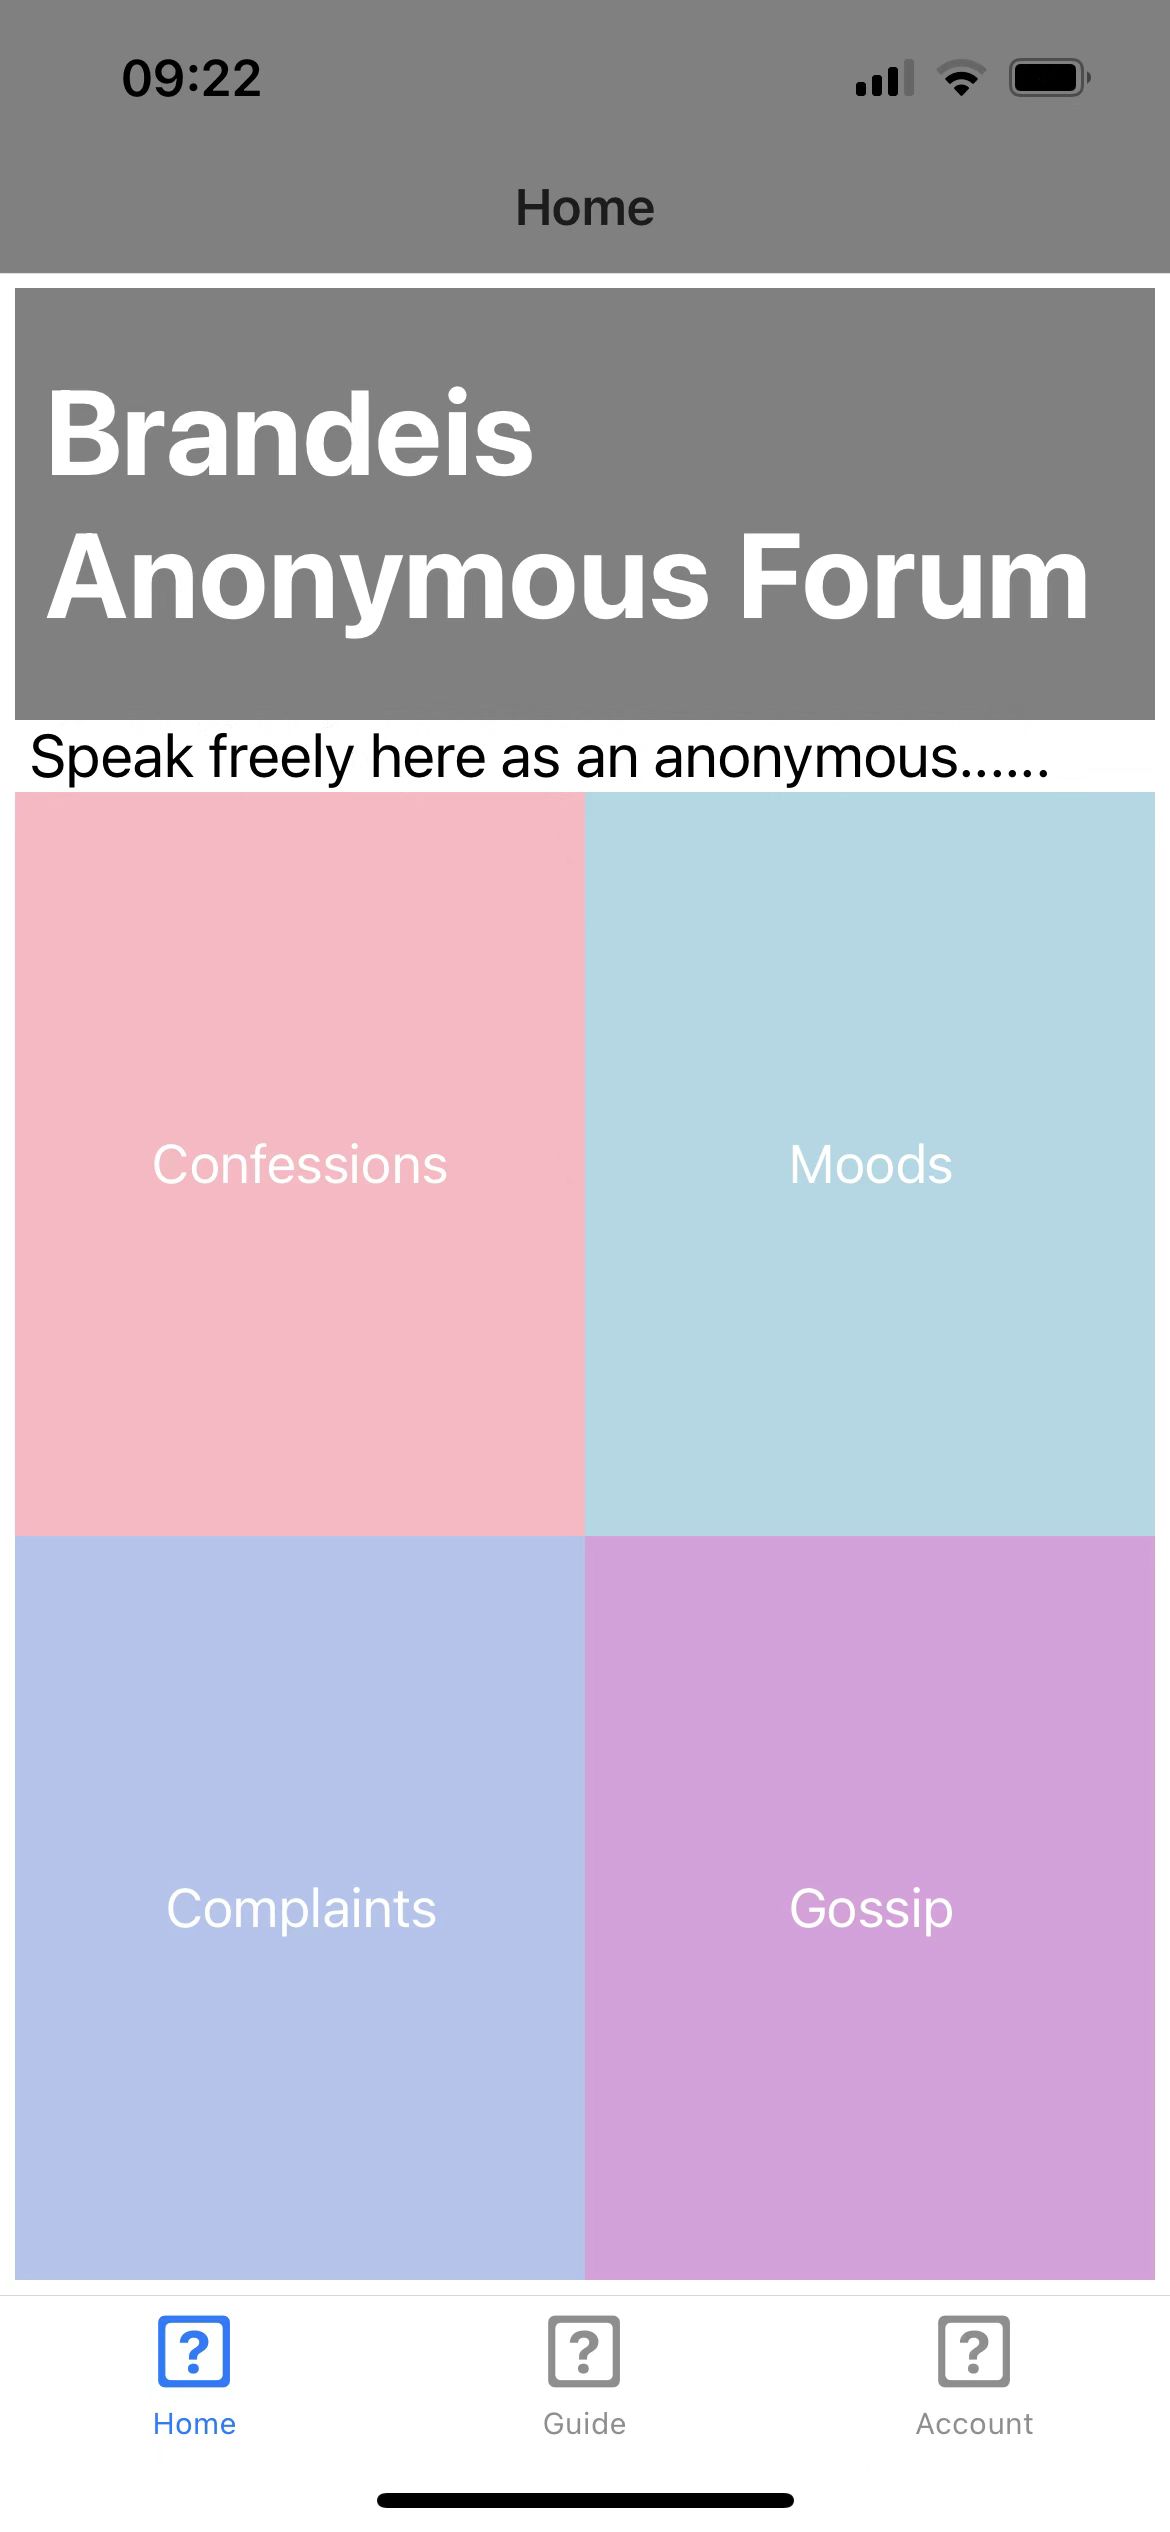 09:22
Home
Brandeis
Anonymous Forum
Speak freely here as an anonymous......
Confessions
Moods
Complaints
Gossip
? ? ?
Home Guide Account